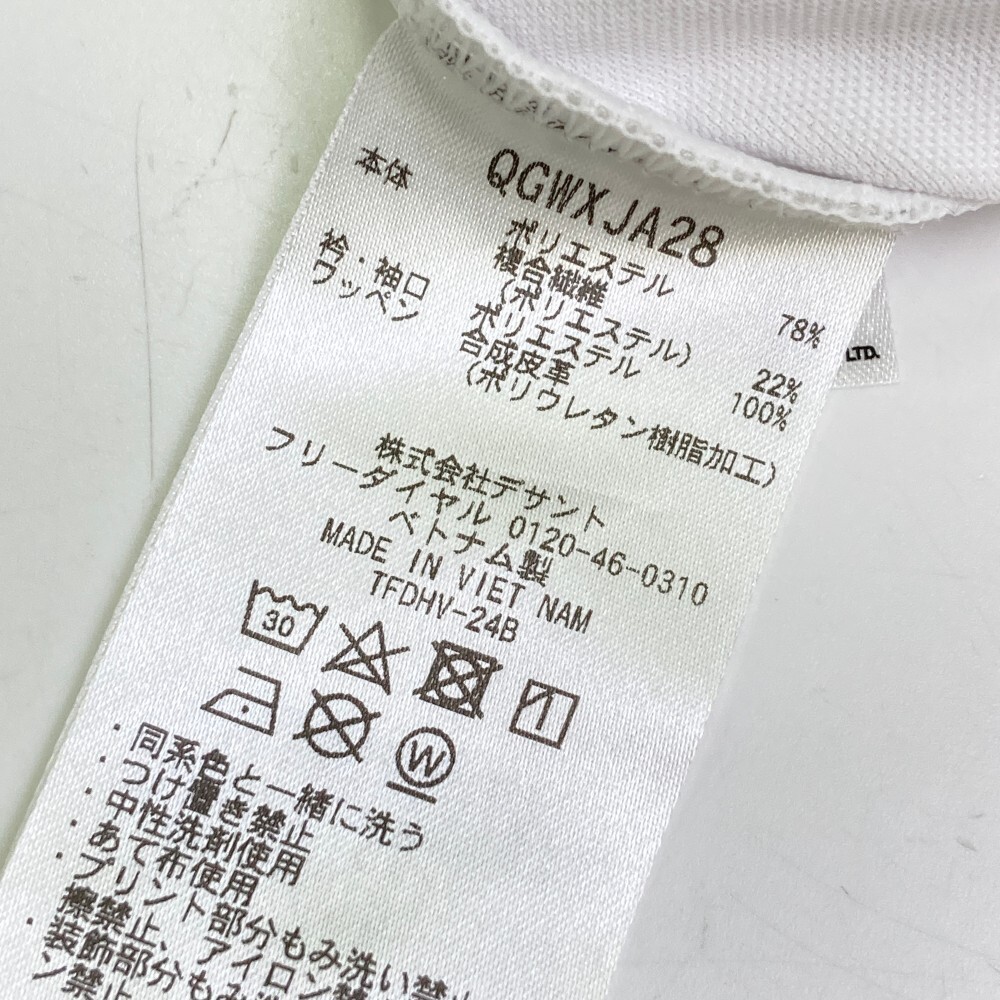 QGWXJA28
本体 ポリエステル 78%
複合繊維
(ポリエステル) 22%
衿・袖口 ポリエステル 100%
ワッペン 合成皮革
(ポリウレタン樹脂加工)
株式会社デサント
フリーダイヤル 0120-46-0310
ベトナム製
MADE IN VIET NAM
TFDHV-24B
30
W
・同系色と一緒に洗う
・つけ置き禁止
・中性洗剤使用
・あて布使用
・プリント部分もみ洗い禁
擦禁止、アイロン禁
・装飾部分もみ
ン禁止
LTD.